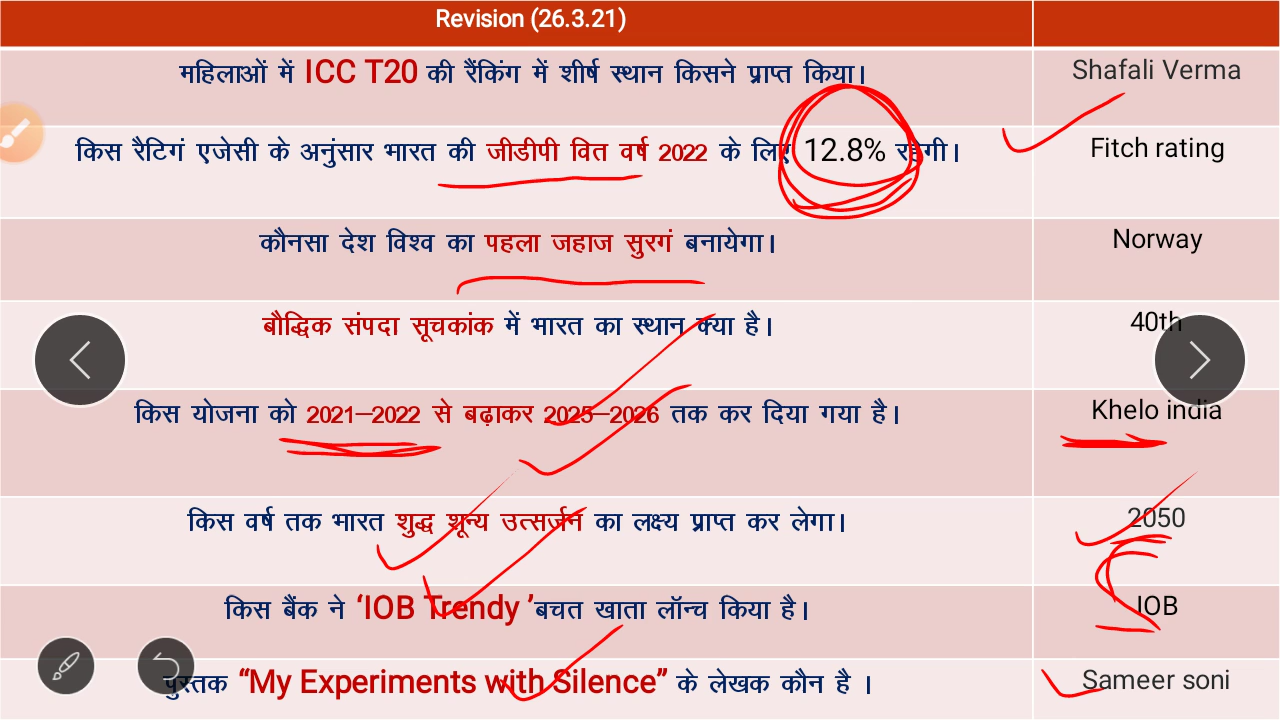 Revision (26.3.21)
महिलाओं में ICC T20 की रैंकिंग में शीर्ष स्थान किसने प्राप्त किया। Shafali Verma
किस रैटिगं एजेसी के अनुंसार भारत की जीडीपी वित वर्ष 2022 के लिए 12.8% रहेगी। Fitch rating
कौनसा देश विश्व का पहला जहाज सुरगं बनायेगा। Norway
बौद्धिक संपदा सूचकांक में भारत का स्थान क्या है। 40th
किस योजना को 2021–2022 से बढ़ाकर 2025–2026 तक कर दिया गया है। Khelo india
किस वर्ष तक भारत शुद्ध शून्य उत्सर्जन का लक्ष्य प्राप्त कर लेगा। 2050
किस बैंक ने ‘IOB Trendy ’बचत खाता लॉन्च किया है। IOB
पुस्तक “My Experiments with Silence” के लेखक कौन है । Sameer soni